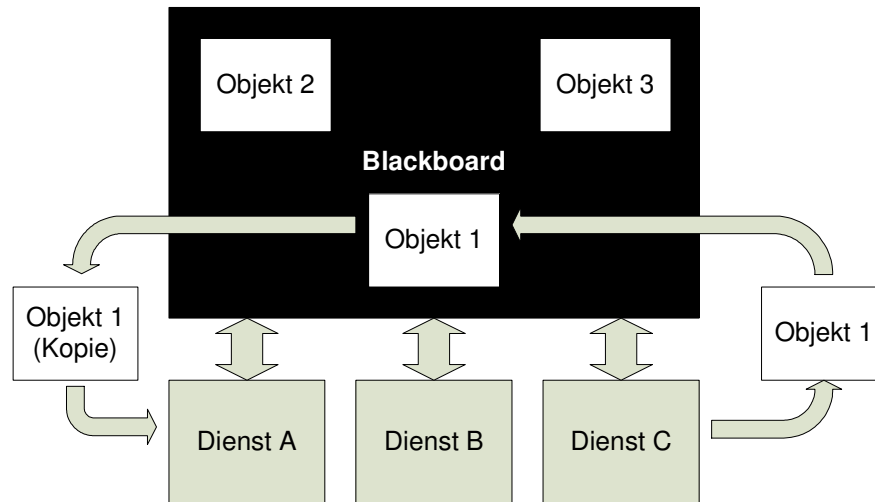 Objekt 2
Objekt 3
Blackboard
Objekt 1
Objekt 1
(Kopie)
Objekt 1
Dienst A
Dienst B
Dienst C